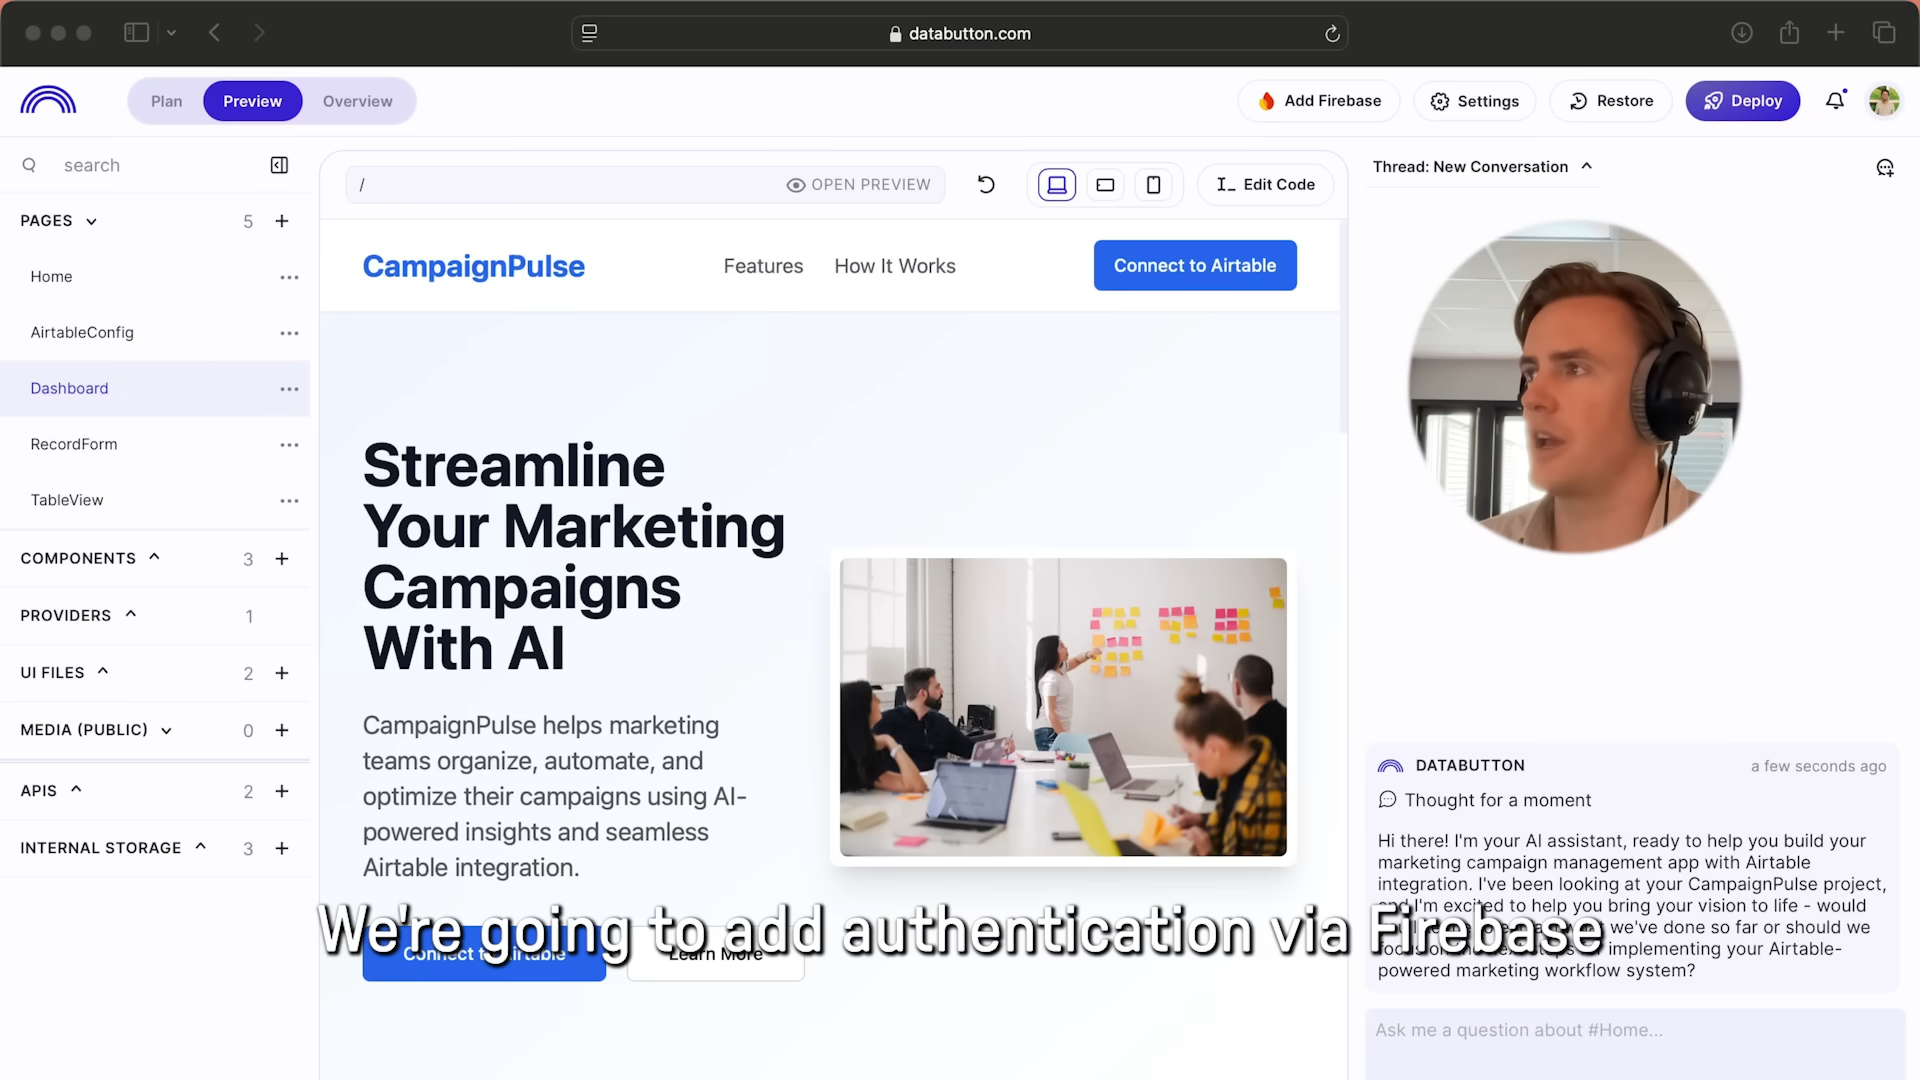 databutton.com
Plan
Preview
Overview
Add Firebase
Settings
Restore
Deploy
search
/
OPEN PREVIEW
Edit Code
Thread: New Conversation
PAGES
5
Home
AirtableConfig
Dashboard
RecordForm
TableView
COMPONENTS
3
PROVIDERS
1
UI FILES
2
MEDIA (PUBLIC)
0
APIS
2
INTERNAL STORAGE
3
CampaignPulse
Features
How It Works
Connect to Airtable
Streamline
Your Marketing
Campaigns
With AI
CampaignPulse helps marketing
teams organize, automate, and
optimize their campaigns using AI-
powered insights and seamless
Airtable integration.
Connect to Airtable
Learn More
We're going to add authentication via Firebase
DATABUTTON
a few seconds ago
Thought for a moment
Hi there! I'm your AI assistant, ready to help you build your
marketing campaign management app with Airtable
integration. I've been looking at your CampaignPulse project,
and I'm excited to help you bring your vision to life - would
we've done so far or should we
implementing your Airtable-
powered marketing workflow system?
Ask me a question about #Home...